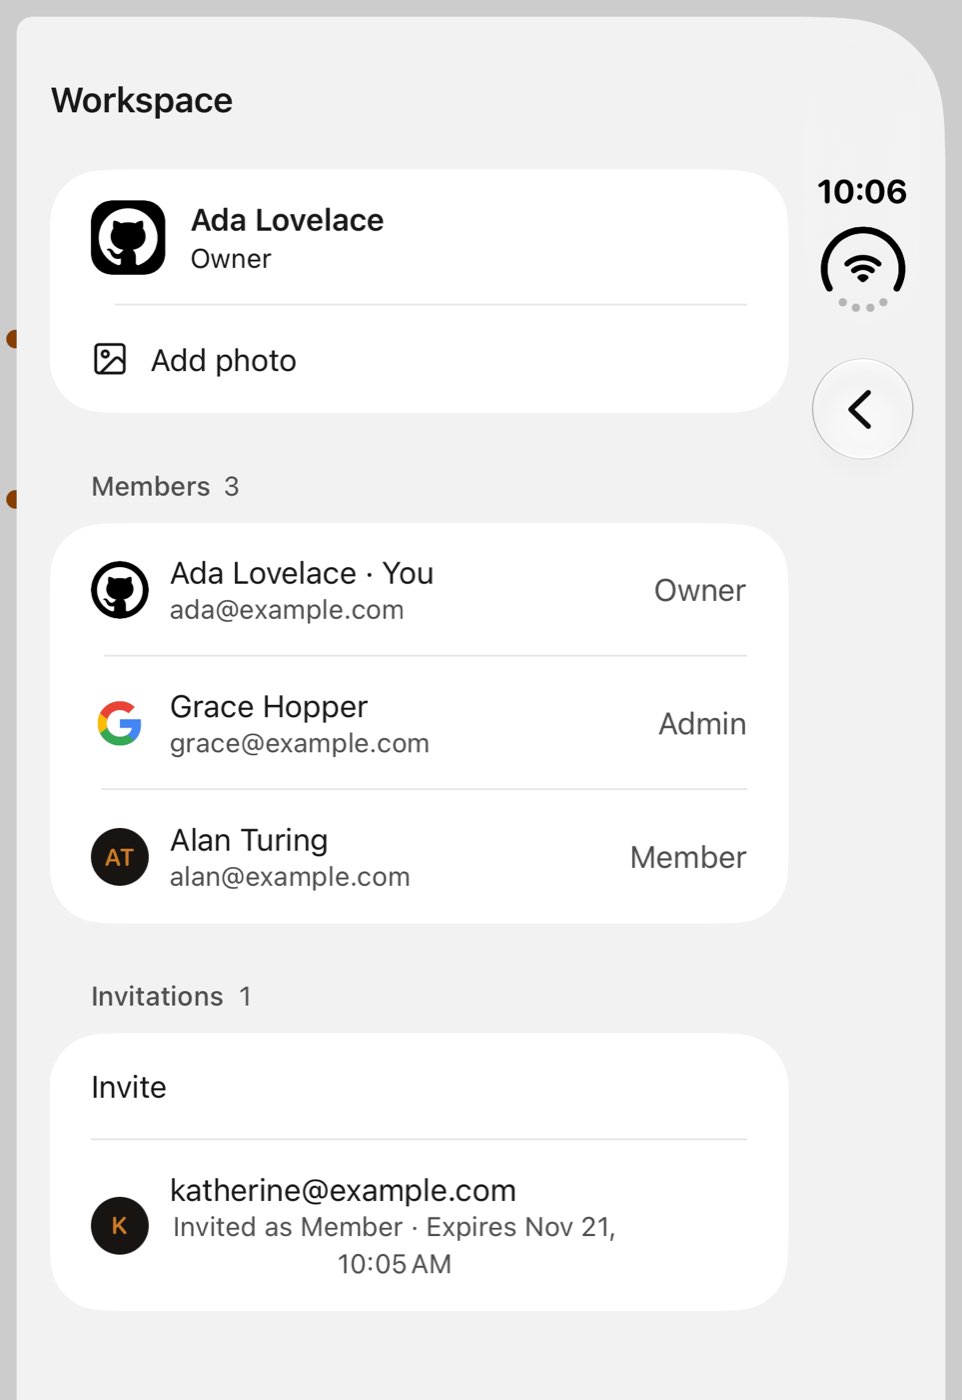 Workspace
10:06
Ada Lovelace
Owner
Add photo
Members 3
Ada Lovelace · You
ada@example.com
Owner
Grace Hopper
grace@example.com
Admin
AT
Alan Turing
alan@example.com
Member
Invitations 1
Invite
K
katherine@example.com
Invited as Member · Expires Nov 21,
10:05 AM